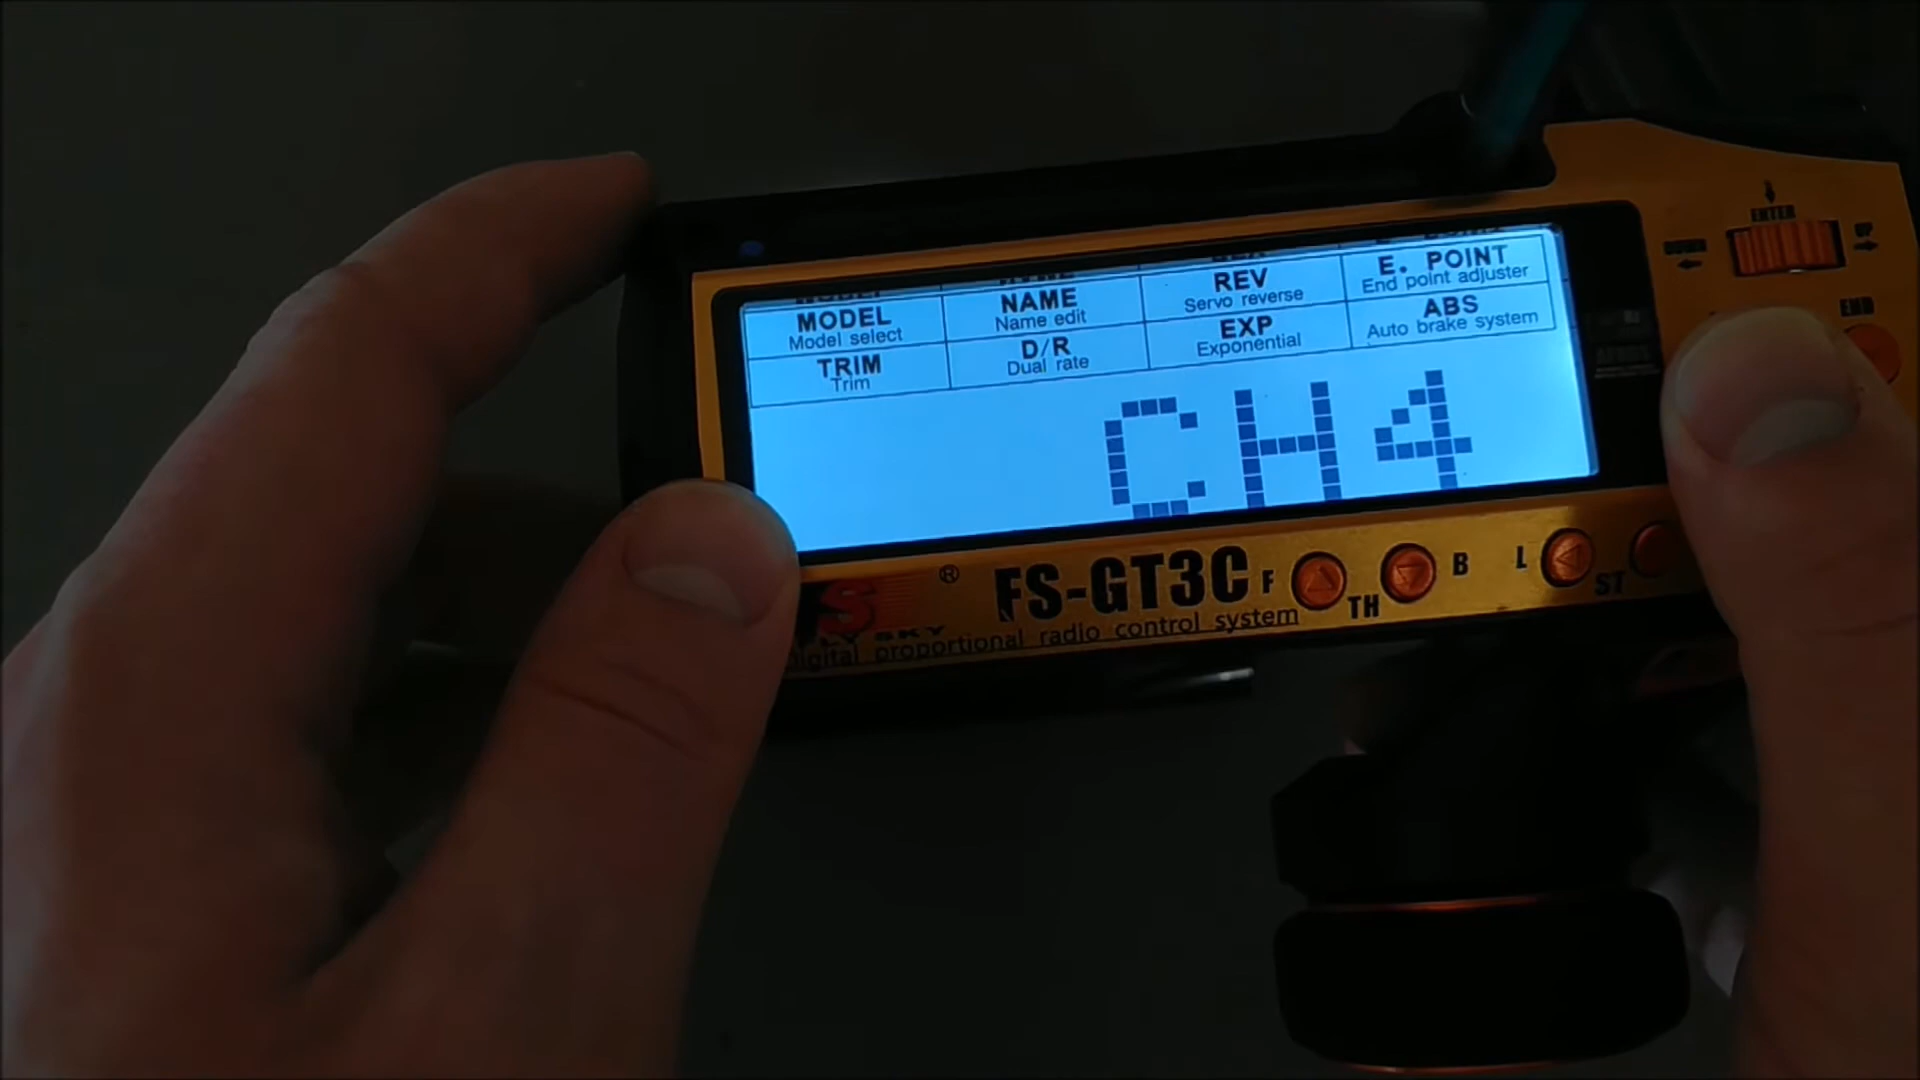 ENTER
UP
END
MODEL
Model select
NAME
Name edit
REV
Servo reverse
E. POINT
End point adjuster
TRIM
Trim
D/R
Dual rate
EXP
Exponential
ABS
Auto brake system
CH4
FS-GT3C
®
F
TH
B
L
ST
proportional radio control system